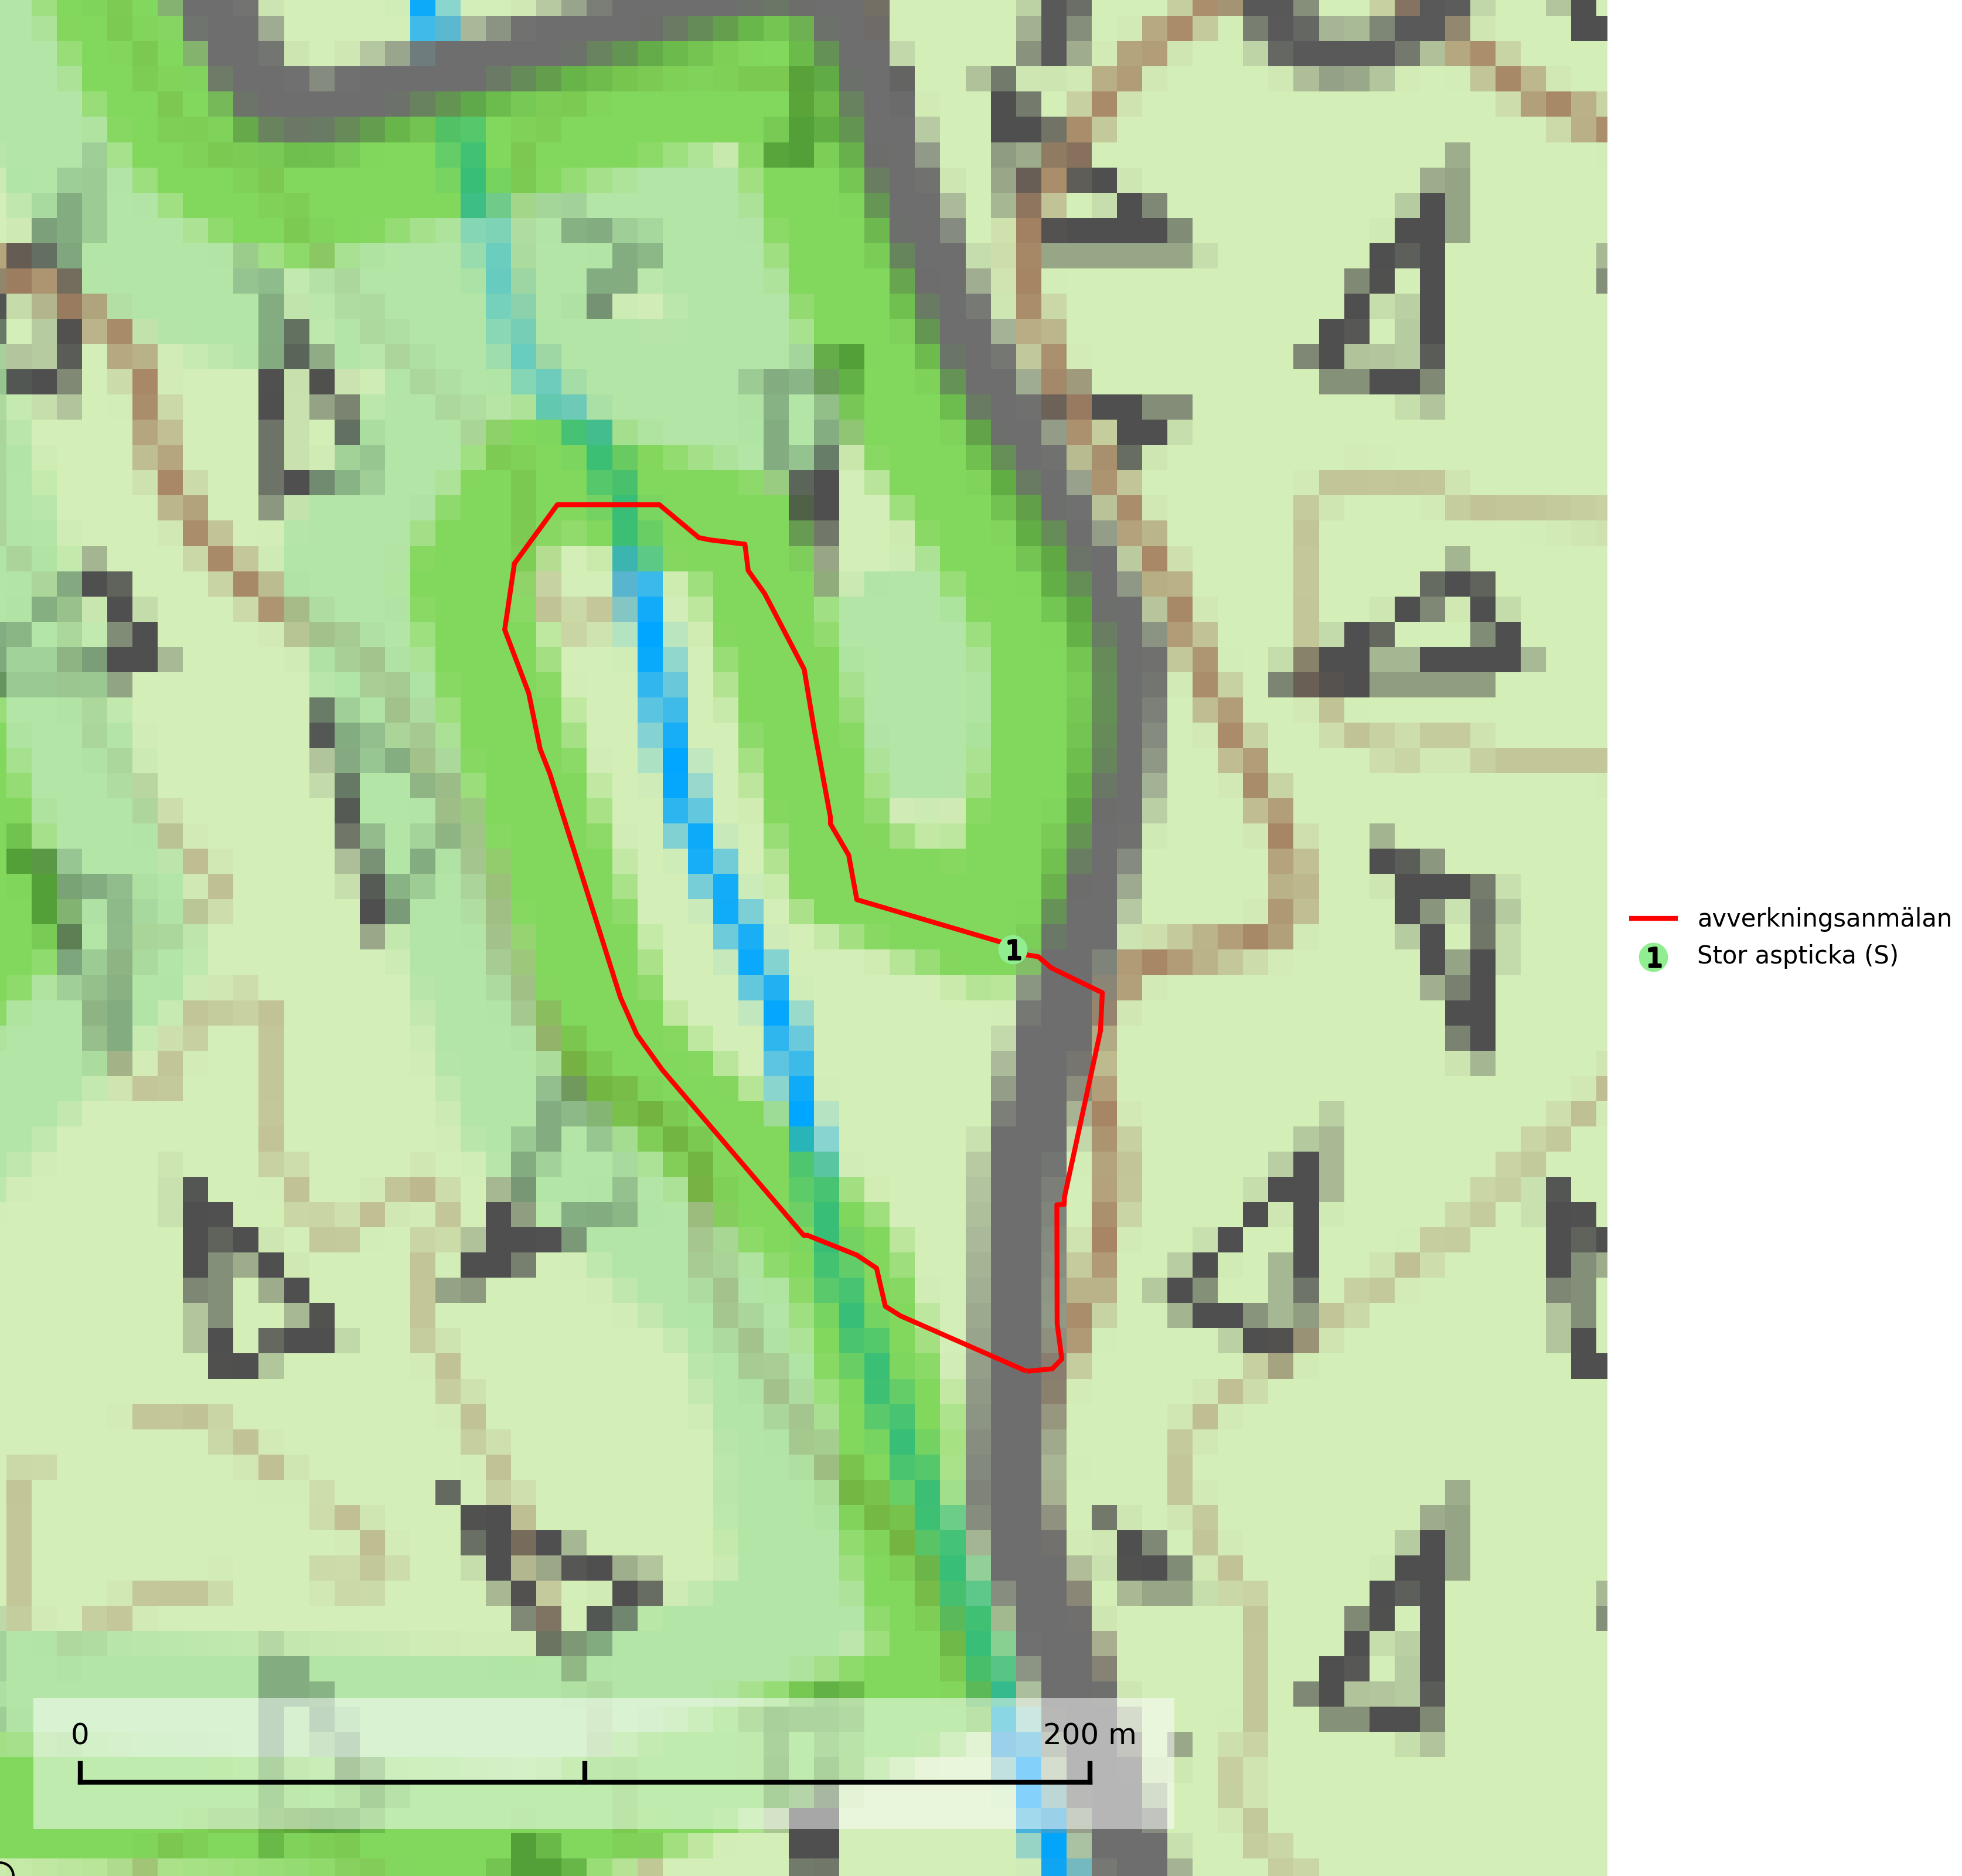 1
1 avverkningsanmälan
Stor aspticka (S)
0 200 m